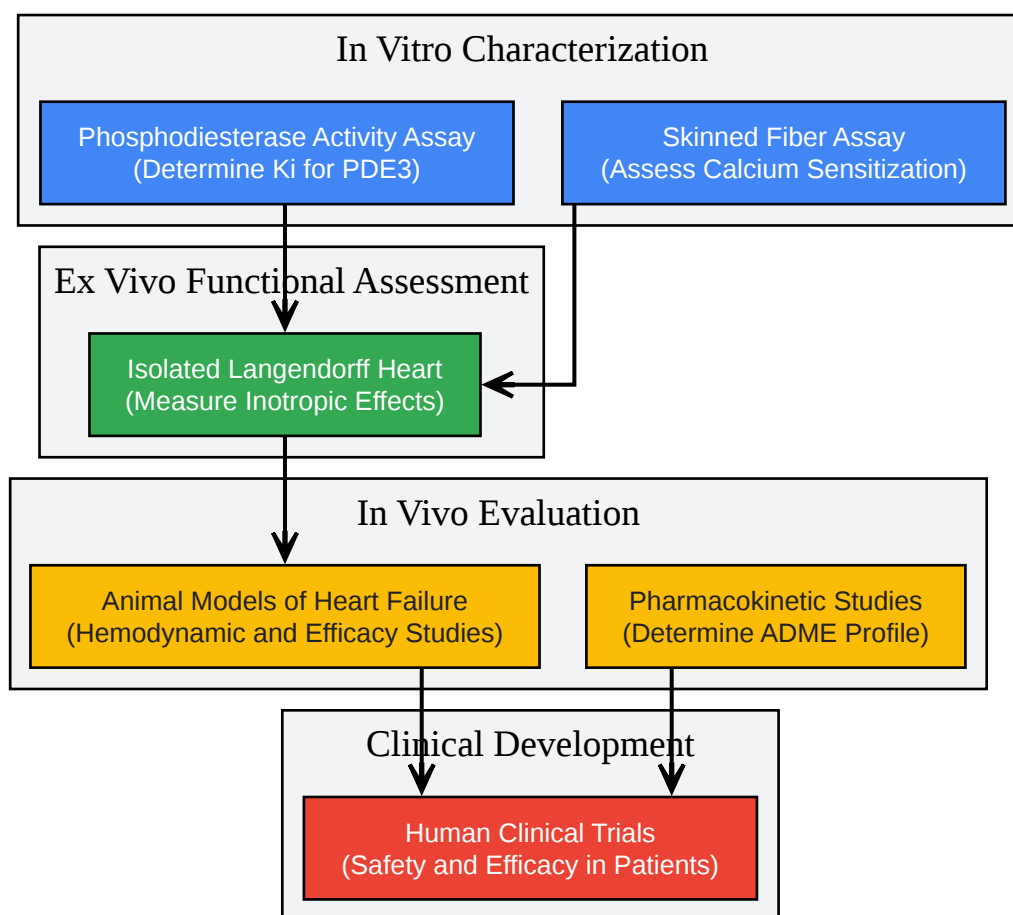 In Vitro Characterization
Phosphodiesterase Activity Assay
(Determine Ki for PDE3)
Skinned Fiber Assay
(Assess Calcium Sensitization)
Ex Vivo Functional Assessment
Isolated Langendorff Heart
(Measure Inotropic Effects)
In Vivo Evaluation
Animal Models of Heart Failure
(Hemodynamic and Efficacy Studies)
Pharmacokinetic Studies
(Determine ADME Profile)
Clinical Development
Human Clinical Trials
(Safety and Efficacy in Patients)